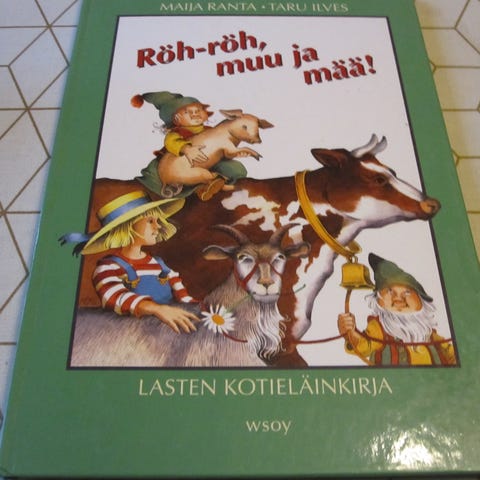 MAIJA RANTA • TARU ILVES
Röh-röh,
muu ja
mää!
LASTEN KOTIELÄINKIRJA
wsoy